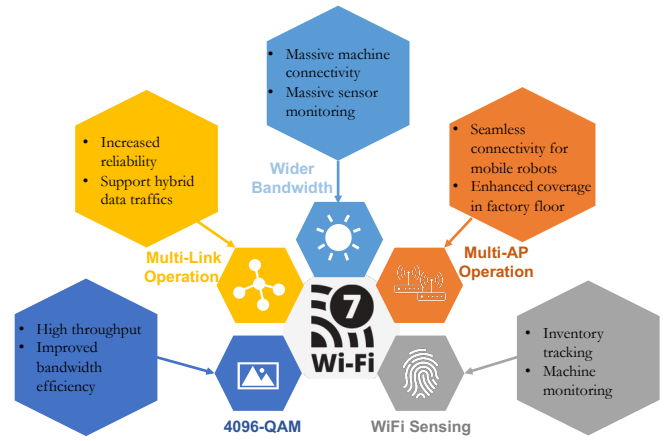 • Massive machine
connectivity
• Massive sensor
monitoring
• Increased
reliability
• Support hybrid
data traffics
• Seamless
connectivity for
mobile robots
• Enhanced coverage
in factory floor
Wider
Bandwidth
Multi-Link
Operation
Multi-AP
Operation
• High throughput
• Improved
bandwidth
efficiency
7
Wi-Fi
• Inventory
tracking
• Machine
monitoring
4096-QAM
WiFi Sensing